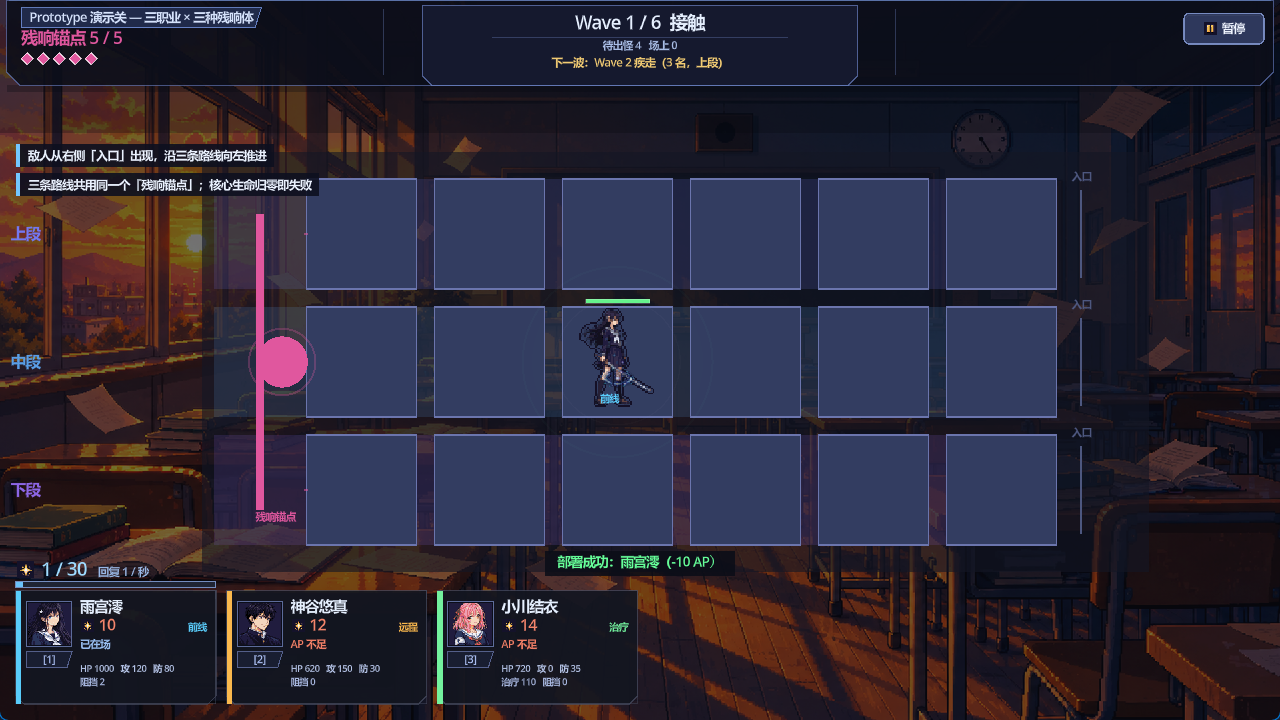 Prototype 演示关 — 三职业 × 三种残响体
残响锚点 5 / 5
Wave 1 / 6 接触
待出怪 4 场上 0
下一波: Wave 2 疾走 (3 名, 上段)
暂停
敌人从右侧「入口」出现，沿三条路线向左推进
三条路线共用同一个「残响锚点」；核心生命归零即失败
入口
上段
入口
中段
前线
入口
下段
残响锚点
部署成功: 雨宫澪 (-10 AP)
1 / 30 回复 1 / 秒
雨宫澪
10 前线
已在场
[1]
HP 1000 攻 120 防 80
阻挡 2
神谷悠真
12 远程
AP 不足
[2]
HP 620 攻 150 防 30
阻挡 0
小川结衣
14 治疗
AP 不足
[3]
HP 720 攻 0 防 35
治疗 110 阻挡 0